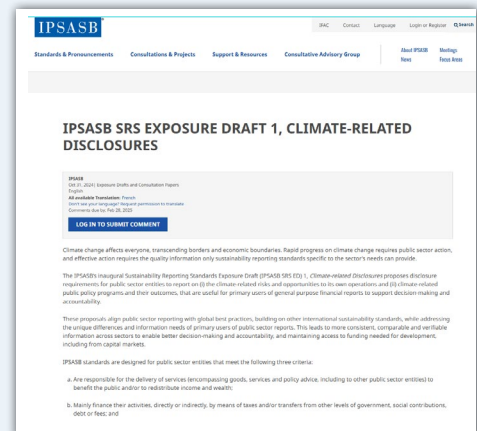 IPSASB
IFAC Contact Language Login or Register Search
Standards & Pronouncements Consultations & Projects Support & Resources Consultative Advisory Group About IPSASB Meetings
News Focus Areas
IPSASB SRS EXPOSURE DRAFT 1, CLIMATE-RELATED
DISCLOSURES
IPSASB
Oct 31, 2024 | Exposure Drafts and Consultation Papers
English
All available Translation: French
Don't see your language? Request permission to translate
Comments due by: Feb 28, 2025
LOG IN TO SUBMIT COMMENT
Climate change affects everyone, transcending borders and economic boundaries. Rapid progress on climate change requires public sector action,
and effective action requires the quality information only sustainability reporting standards specific to the sector's needs can provide.
The IPSASB's inaugural Sustainability Reporting Standards Exposure Draft (IPSASB SRS ED) 1, Climate-related Disclosures proposes disclosure
requirements for public sector entities to report on (i) the climate-related risks and opportunities to its own operations and (ii) climate-related
public policy programs and their outcomes, that are useful for primary users of general purpose financial reports to support decision-making and
accountability.
These proposals align public sector reporting with global best practices, building on other international sustainability standards, while addressing
the unique differences and information needs of primary users of public sector reports. This leads to more consistent, comparable and verifiable
information across sectors to enable better decision-making and accountability, and maintaining access to funding needed for development,
including from capital markets.
IPSASB standards are designed for public sector entities that meet the following three criteria:
a. Are responsible for the delivery of services (encompassing goods, services and policy advice, including to other public sector entities) to
benefit the public and/or to redistribute income and wealth;
b. Mainly finance their activities, directly or indirectly, by means of taxes and/or transfers from other levels of government, social contributions,
debt or fees; and